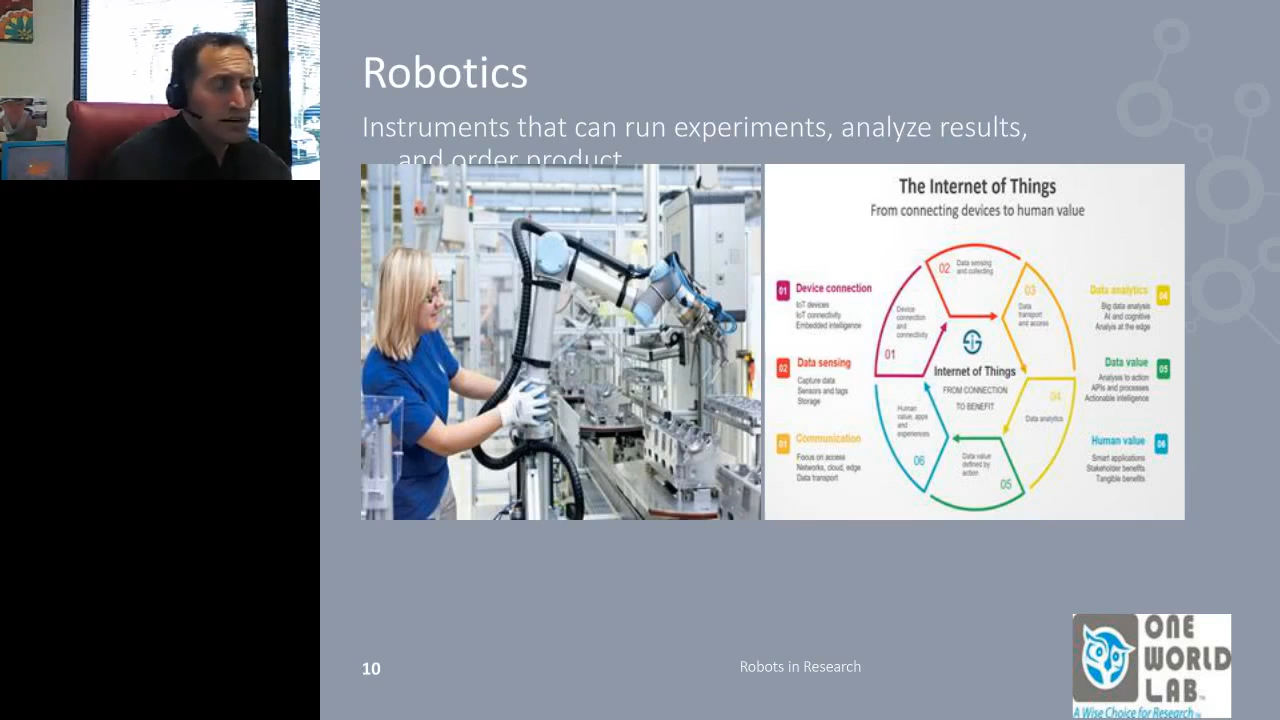 Robotics
Instruments that can run experiments, analyze results,
and order product
The Internet of Things
From connecting devices to human value
01 Device connection
IoT devices
IoT connectivity
Embedded intelligence
02 Data sensing
Capture data
Sensors and tags
Storage
01 Communication
Focus on access
Networks, cloud, edge
Data transport
02
Data sensing
and collecting
03
Data
transport
and access
Device
connection
and
connectivity
01
Internet of Things
FROM CONNECTION
TO BENEFIT
04
Data analytics
Human
value, apps
and
experiences
06
Data value
defined by
action
05
Data analytics 04
Big data analysis
AI and cognitive
Analyis at the edge
Data value 05
Analysis to action
APIs and processes
Actionable intelligence
Human value 06
Smart applications
Stakeholder benefits
Tangible benefits
10
Robots in Research
ONE
WORLD
LAB™
A Wise Choice for Research™